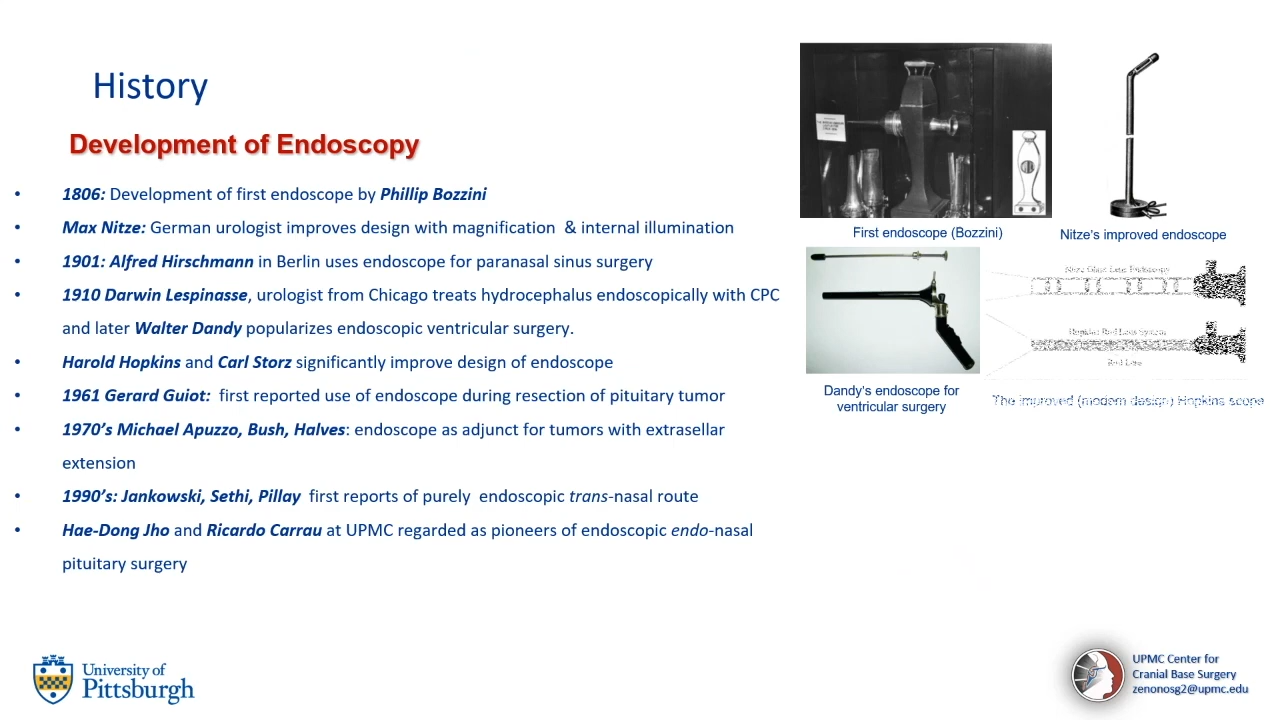 History
Development of Endoscopy
• 1806: Development of first endoscope by Phillip Bozzini
• Max Nitze: German urologist improves design with magnification & internal illumination
• 1901: Alfred Hirschmann in Berlin uses endoscope for paranasal sinus surgery
• 1910 Darwin Lespinasse, urologist from Chicago treats hydrocephalus endoscopically with CPC
and later Walter Dandy popularizes endoscopic ventricular surgery.
• Harold Hopkins and Carl Storz significantly improve design of endoscope
• 1961 Gerard Guiot: first reported use of endoscope during resection of pituitary tumor
• 1970's Michael Apuzzo, Bush, Halves: endoscope as adjunct for tumors with extrasellar
extension
• 1990's: Jankowski, Sethi, Pillay first reports of purely endoscopic trans-nasal route
• Hae-Dong Jho and Ricardo Carrau at UPMC regarded as pioneers of endoscopic endo-nasal
pituitary surgery
First endoscope (Bozzini)
Nitze's improved endoscope
Dandy's endoscope for
ventricular surgery
Hopkins Rod Lens System
Rod Lens
The improved (modern design) Hopkins scope
University of
Pittsburgh
UPMC Center for
Cranial Base Surgery
zenonosg2@upmc.edu